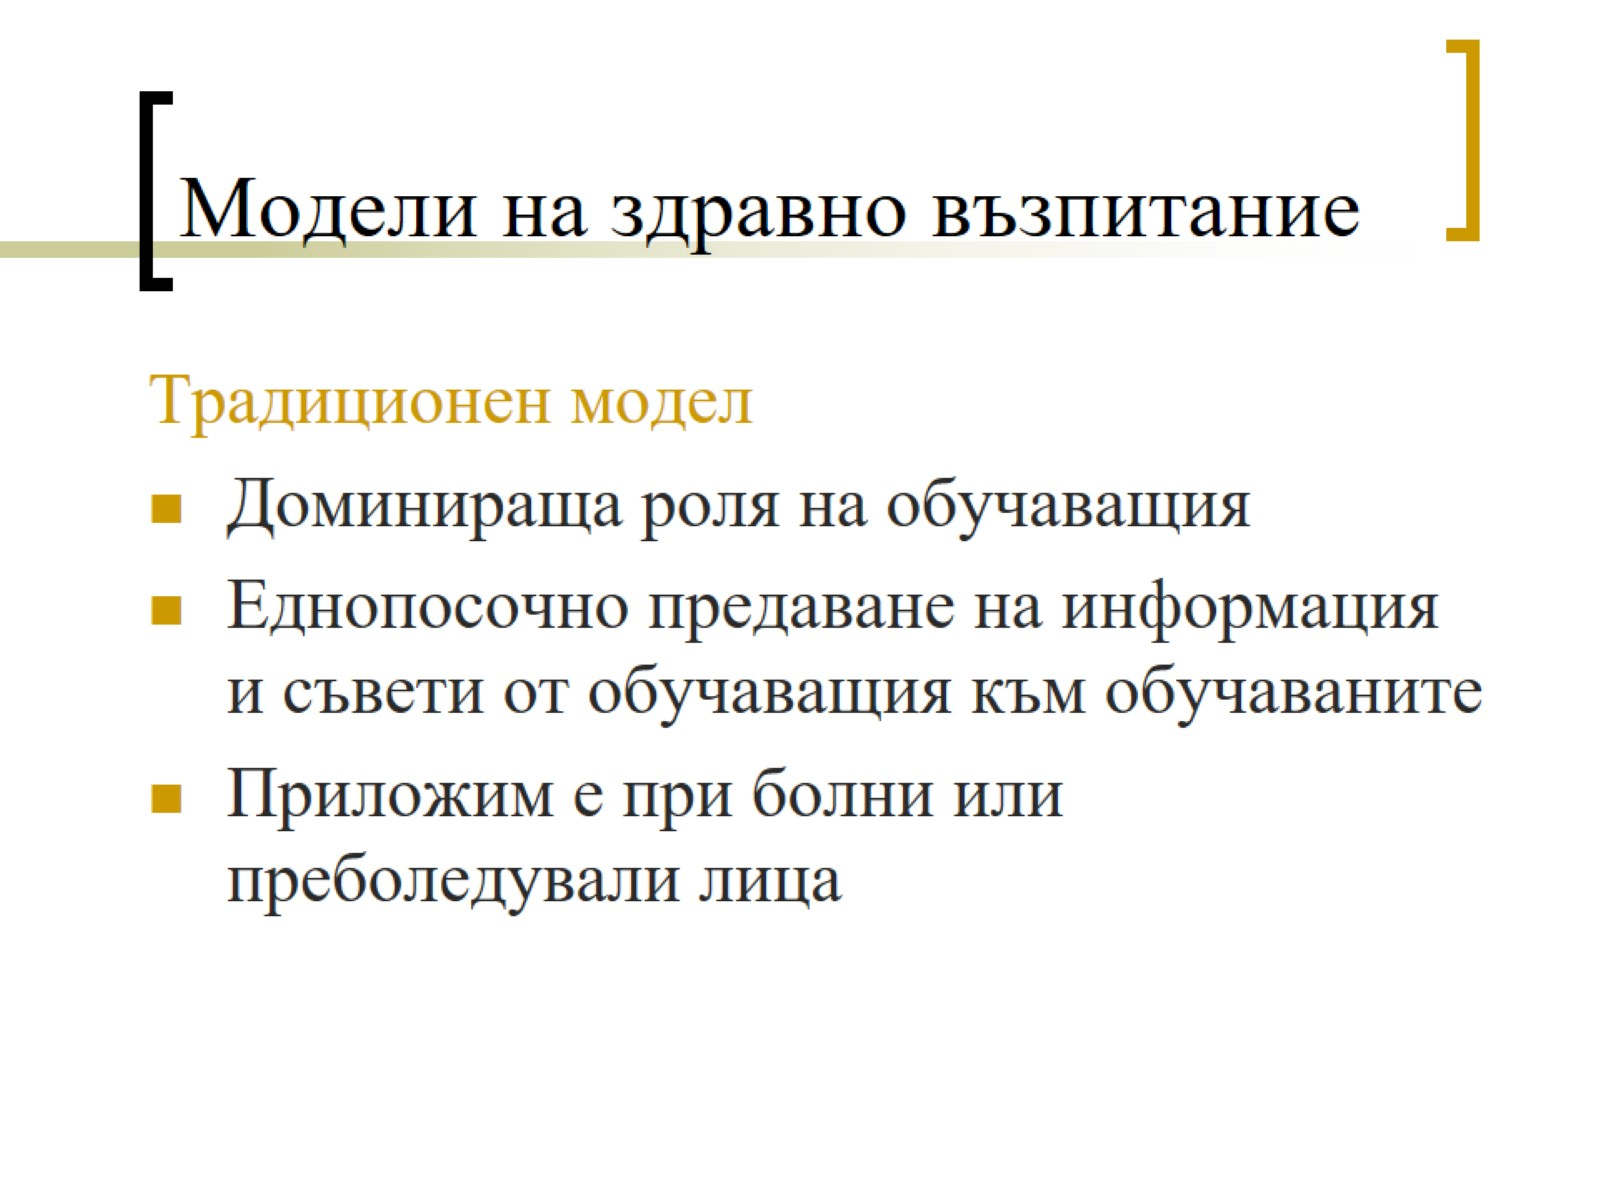 Модели на здравно възпитание
Традиционен модел
Доминираща роля на обучаващия
Еднопосочно предаване на информация
и съвети от обучаващия към обучаваните
Приложим е при болни или
преболедували лица